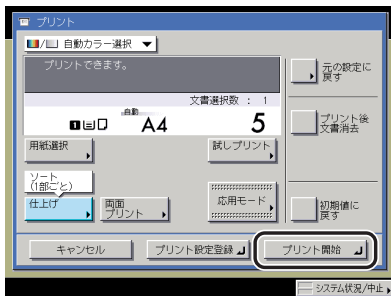 プリント
自動カラー選択
プリントできます。
元の設定に
戻す
文書選択数 : 1
自動
1 A4 5
プリント後
文書消去
用紙選択
試しプリント
ソート
(1部ごと)
仕上げ
両面
プリント
応用モード
初期値に
戻す
キャンセル
プリント設定登録
プリント開始
システム状況/中止